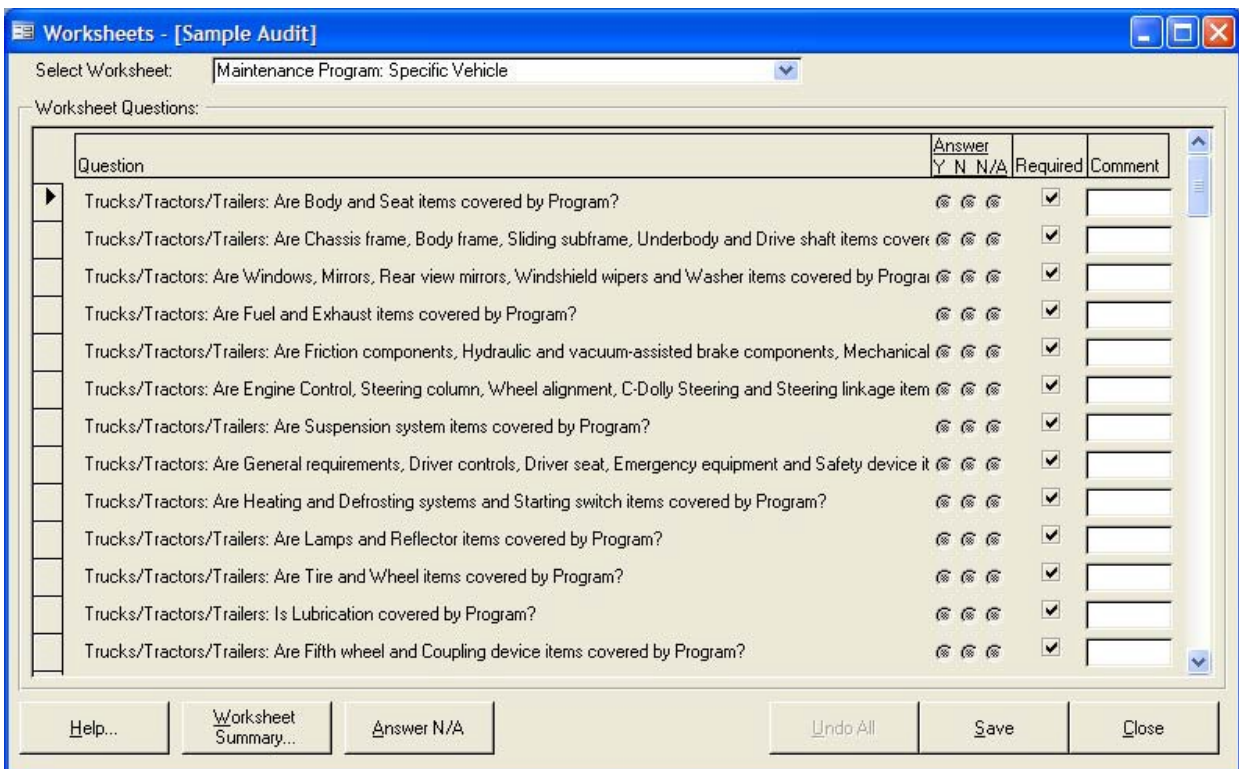 Worksheets - [Sample Audit]
Select Worksheet: Maintenance Program: Specific Vehicle
Worksheet Questions:
Answer
Question Y N N/A Required Comment
Trucks/Tractors/Trailers: Are Body and Seat items covered by Program?
Trucks/Tractors/Trailers: Are Chassis frame, Body frame, Sliding subframe, Underbody and Drive shaft items covere
Trucks/Tractors: Are Windows, Mirrors, Rear view mirrors, Windshield wipers and Washer items covered by Progra
Trucks/Tractors: Are Fuel and Exhaust items covered by Program?
Trucks/Tractors/Trailers: Are Friction components, Hydraulic and vacuum-assisted brake components, Mechanical
Trucks/Tractors: Are Engine Control, Steering column, Wheel alignment, C-Dolly Steering and Steering linkage item
Trucks/Tractors/Trailers: Are Suspension system items covered by Program?
Trucks/Tractors: Are General requirements, Driver controls, Driver seat, Emergency equipment and Safety device it
Trucks/Tractors: Are Heating and Defrosting systems and Starting switch items covered by Program?
Trucks/Tractors/Trailers: Are Lamps and Reflector items covered by Program?
Trucks/Tractors/Trailers: Are Tire and Wheel items covered by Program?
Trucks/Tractors/Trailers: Is Lubrication covered by Program?
Trucks/Tractors/Trailers: Are Fifth wheel and Coupling device items covered by Program?
Help... Worksheet Summary... Answer N/A Undo All Save Close